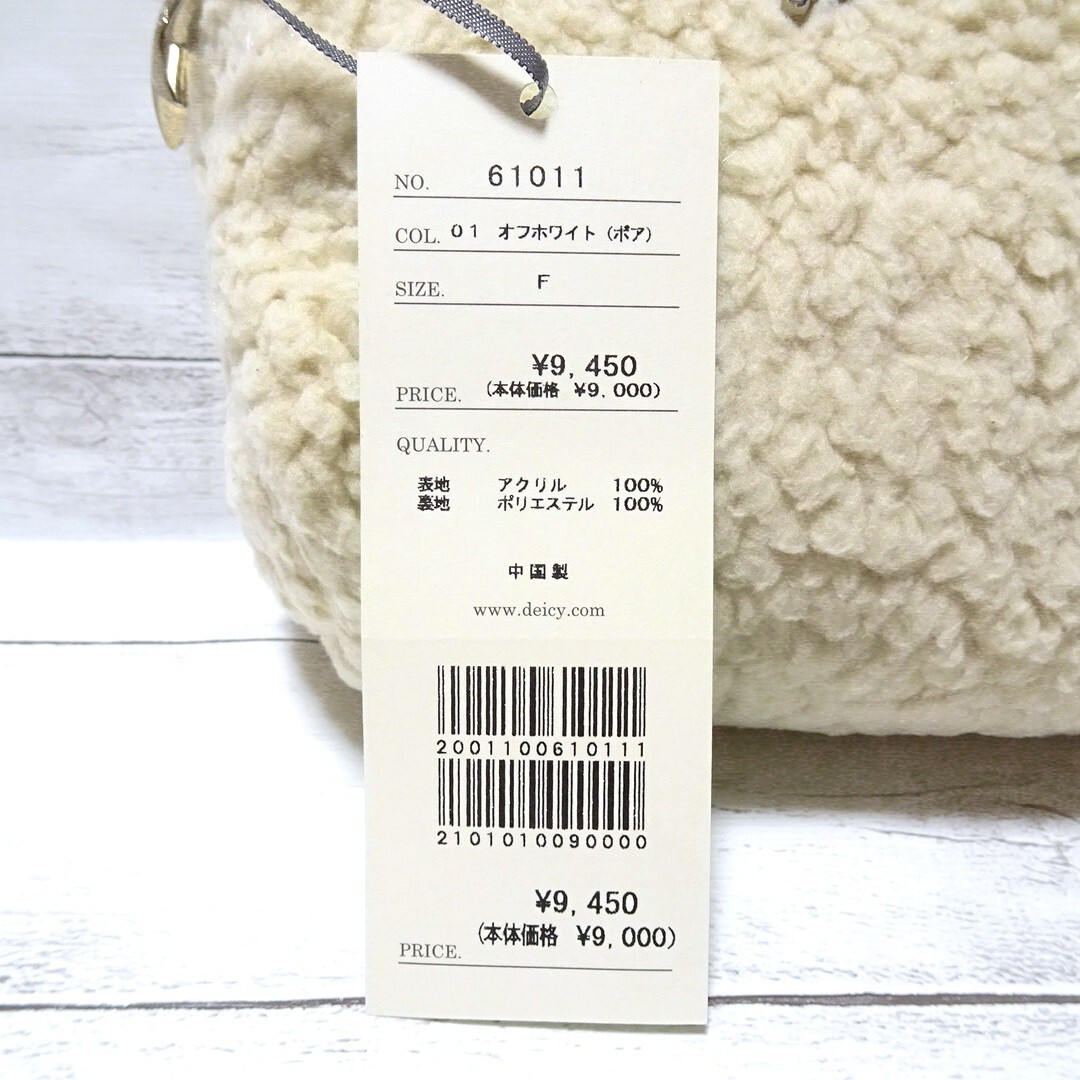 NO. 61011
COL. 01 オフホワイト (ボア)
SIZE. F
¥9,450
PRICE. (本体価格 ¥9,000)
QUALITY.
表地 アクリル 100%
裏地 ポリエステル 100%
中国製
www.deicy.com
2001100610111
2101010090000
¥9,450
(本体価格 ¥9,000)
PRICE.